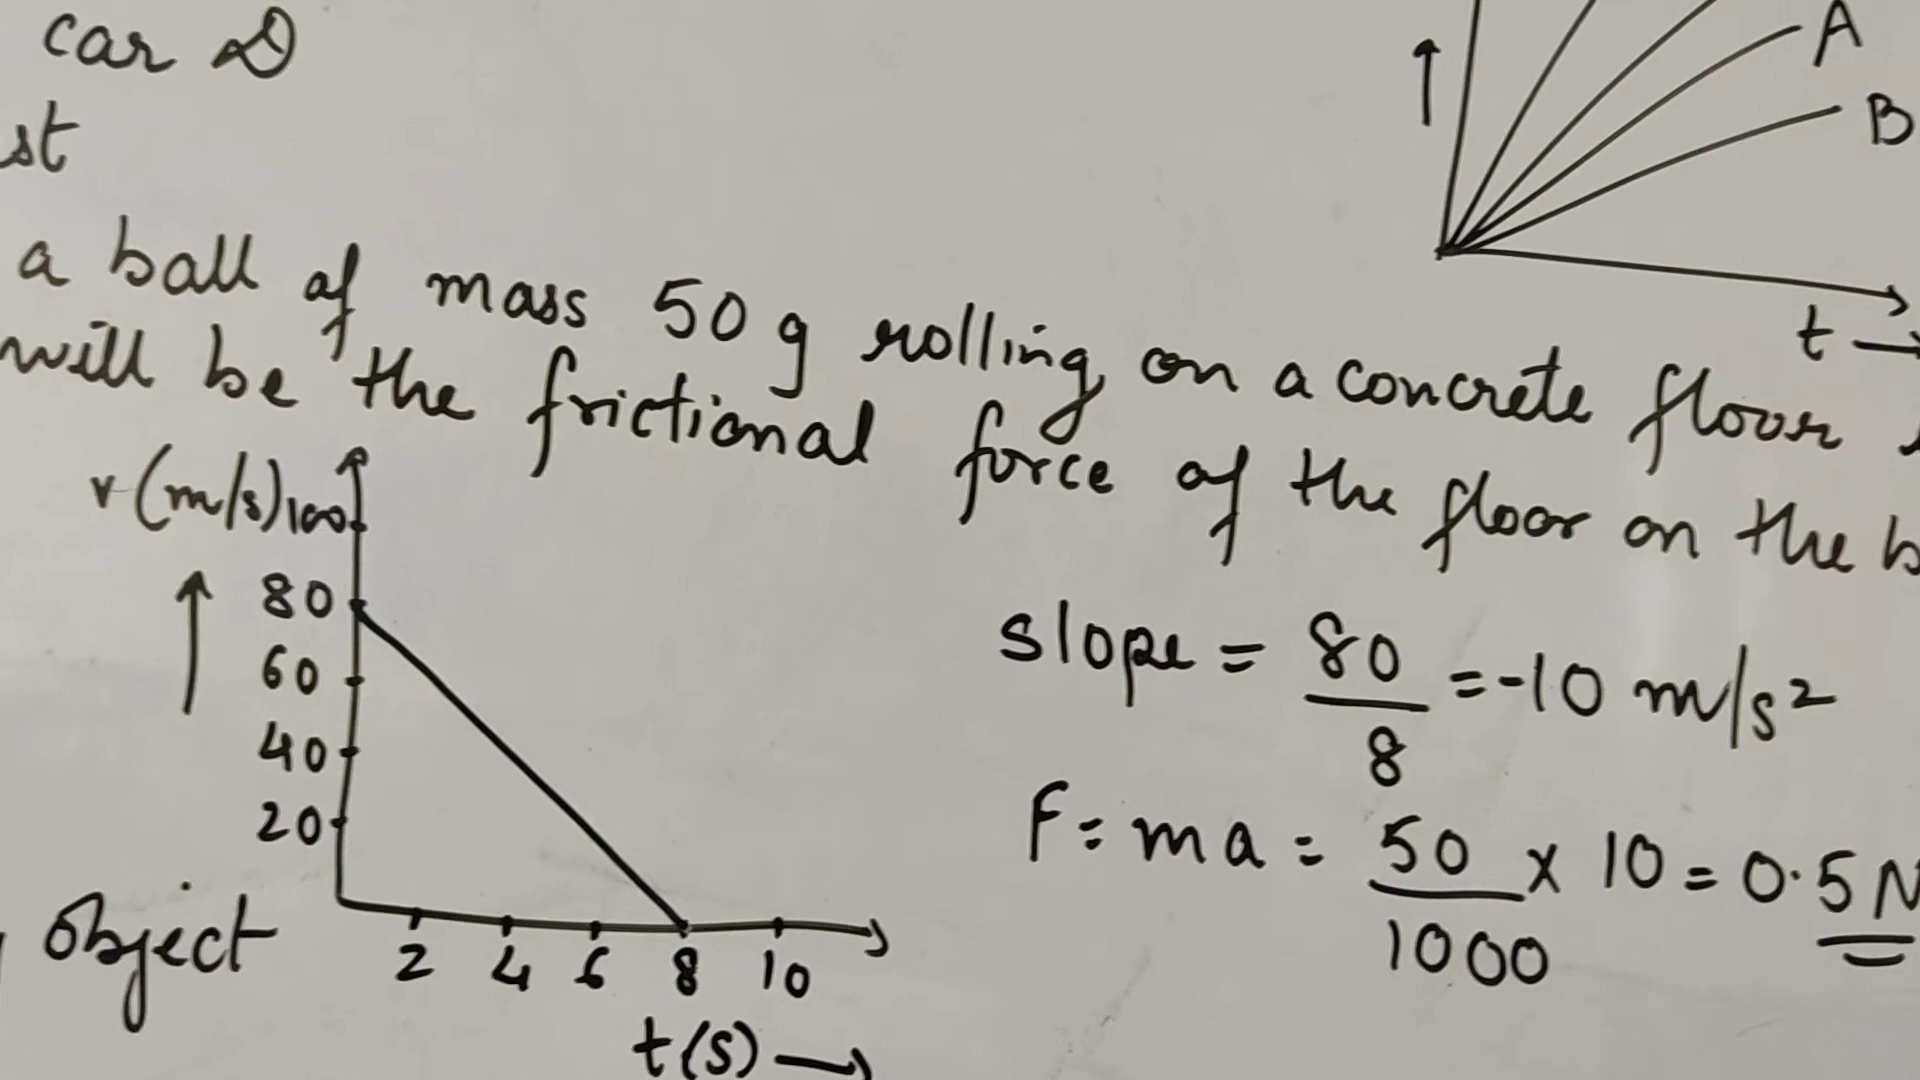 car D
st
A
B
t
a ball of mass 50 g rolling on a concrete floor
will be the frictional force of the floor on the b
v (m/s)
100
80
60
40
20
2 4 6 8 10
t(s)
object
slope = 80/8 = -10 m/s²
F = ma = 50/1000 x 10 = 0.5 N